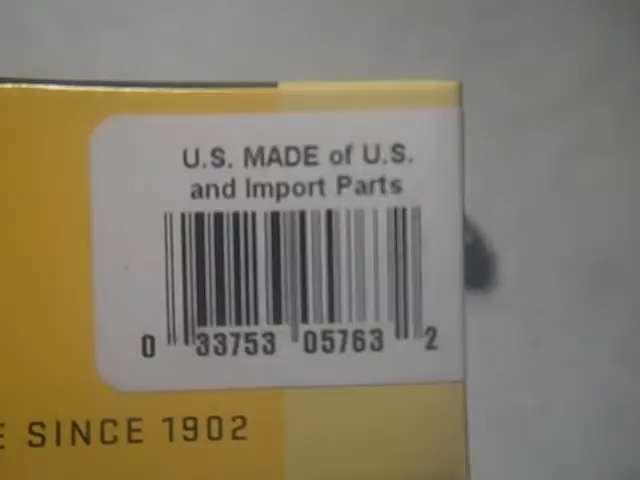 U.S. MADE of U.S.
and Import Parts
0 33753 05763 2
E SINCE 1902